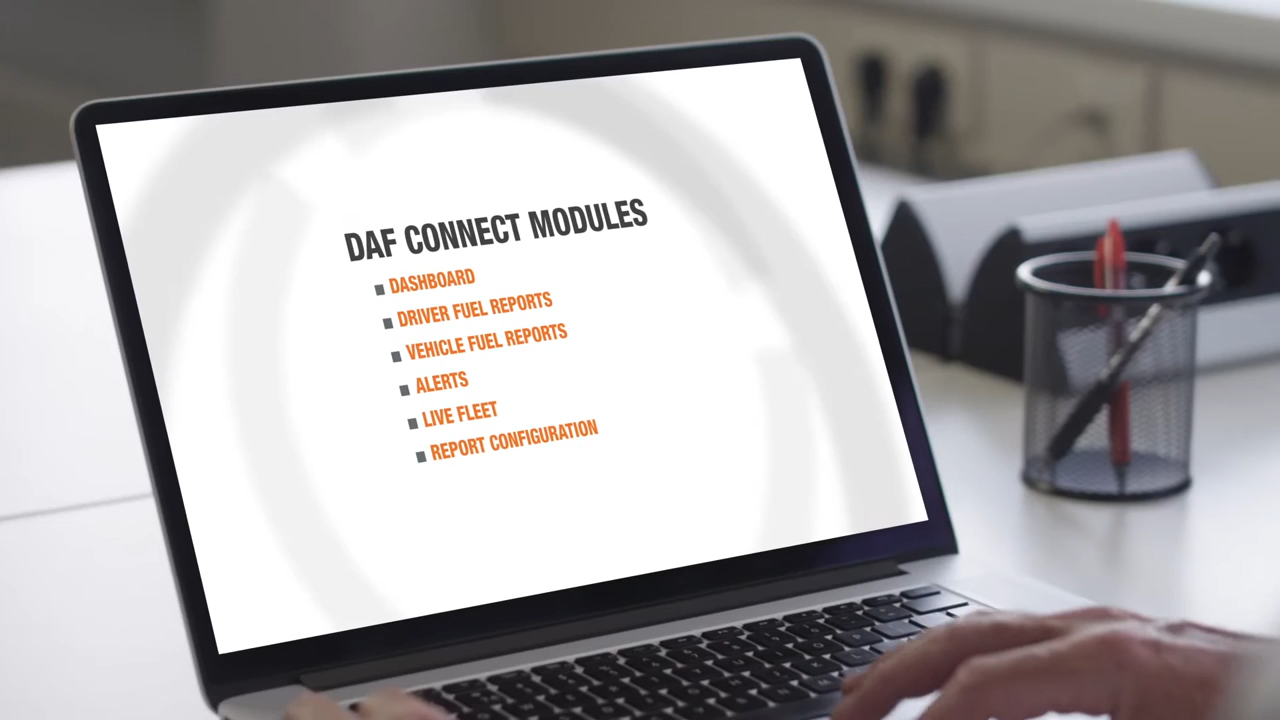 DAF CONNECT MODULES
DASHBOARD
DRIVER FUEL REPORTS
VEHICLE FUEL REPORTS
ALERTS
LIVE FLEET
REPORT CONFIGURATION